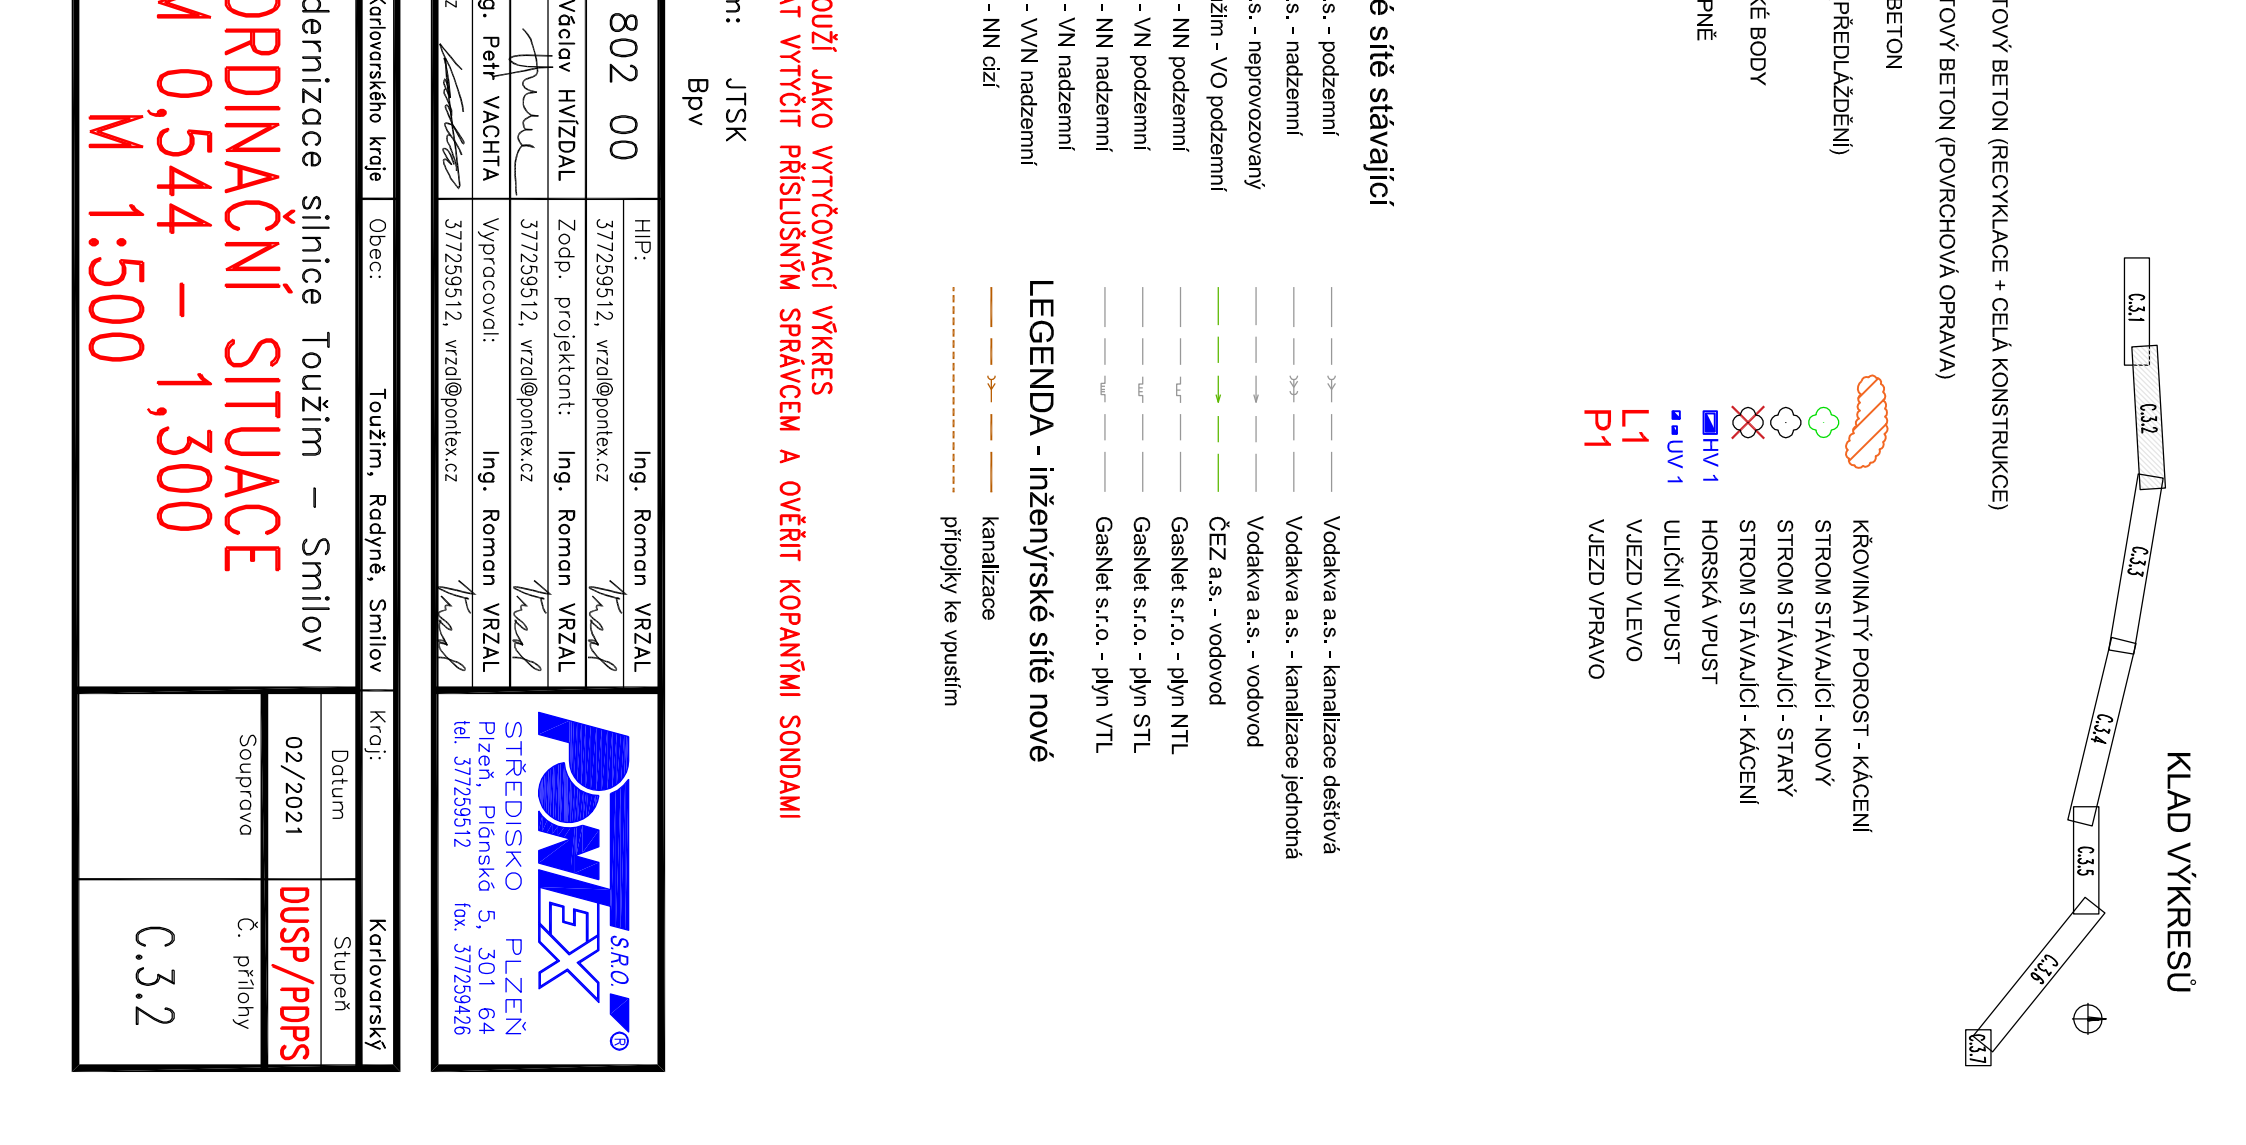 KLAD VÝKRESŮ
C.3.1
C.3.2
C.3.3
C.3.4
C.3.5
C.3.6
C.3.7
TOVÝ BETON (RECYKLACE + CELÁ KONSTRUKCE)
TOVÝ BETON (POVRCHOVÁ OPRAVA)
BETON
PŘEDLÁŽDĚNÍ)
KÉ BODY
PNĚ
KŘOVINATÝ POROST - KÁCENÍ
STROM STÁVAJÍCÍ - NOVÝ
STROM STÁVAJÍCÍ - STARÝ
STROM STÁVAJÍCÍ - KÁCENÍ
HV 1 HORSKÁ VPUST
UV 1 ULIČNÍ VPUST
L1 VJEZD VLEVO
P1 VJEZD VPRAVO
é sítě stávající
.s. - podzemní
.s. - nadzemní
.s. - neprovozovaný
žim - VO podzemní
- NN podzemní
- VN podzemní
- NN nadzemní
- VN nadzemní
- VVN nadzemní
- NN cizí
Vodakva a.s. - kanalizace dešťová
Vodakva a.s. - kanalizace jednotná
Vodakva a.s. - vodovod
ČEZ a.s. - vodovod
GasNet s.r.o. - plyn NTL
GasNet s.r.o. - plyn STL
GasNet s.r.o. - plyn VTL
LEGENDA - inženýrské sítě nové
kanalizace
přípojky ke vpustím
OUŽÍ JAKO VYTYČOVACÍ VÝKRES
AT VYTYČIT PŘÍSLUŠNÝM SPRÁVCEM A OVĚŘIT KOPANÝMI SONDAMI
m: JTSK
Bpv
802 00
HIP: Ing. Roman VRZAL
377259512, vrzal@pontex.cz
Václav HVÍZDAL
Zodp. projektant: Ing. Roman VRZAL
377259512, vrzal@pontex.cz
g. Petr VACHTA
Vypracoval: Ing. Roman VRZAL
z
377259512, vrzal@pontex.cz
PONTEX S.R.O. ®
STŘEDISKO PLZEŇ
Plzeň, Plánská 5, 301 64
tel. 377259512 fax. 377259426
Karlovarského kraje
Obec: Toužim, Radyně, Smilov
Kraj: Karlovarský
dernizace silnice Toužim – Smilov
ORDINAČNÍ SITUACE
M 0,544 – 1,300
M 1:500
Datum
02/2021
Stupeň
DUSP/PDPS
Souprava
Č. přílohy
C.3.2